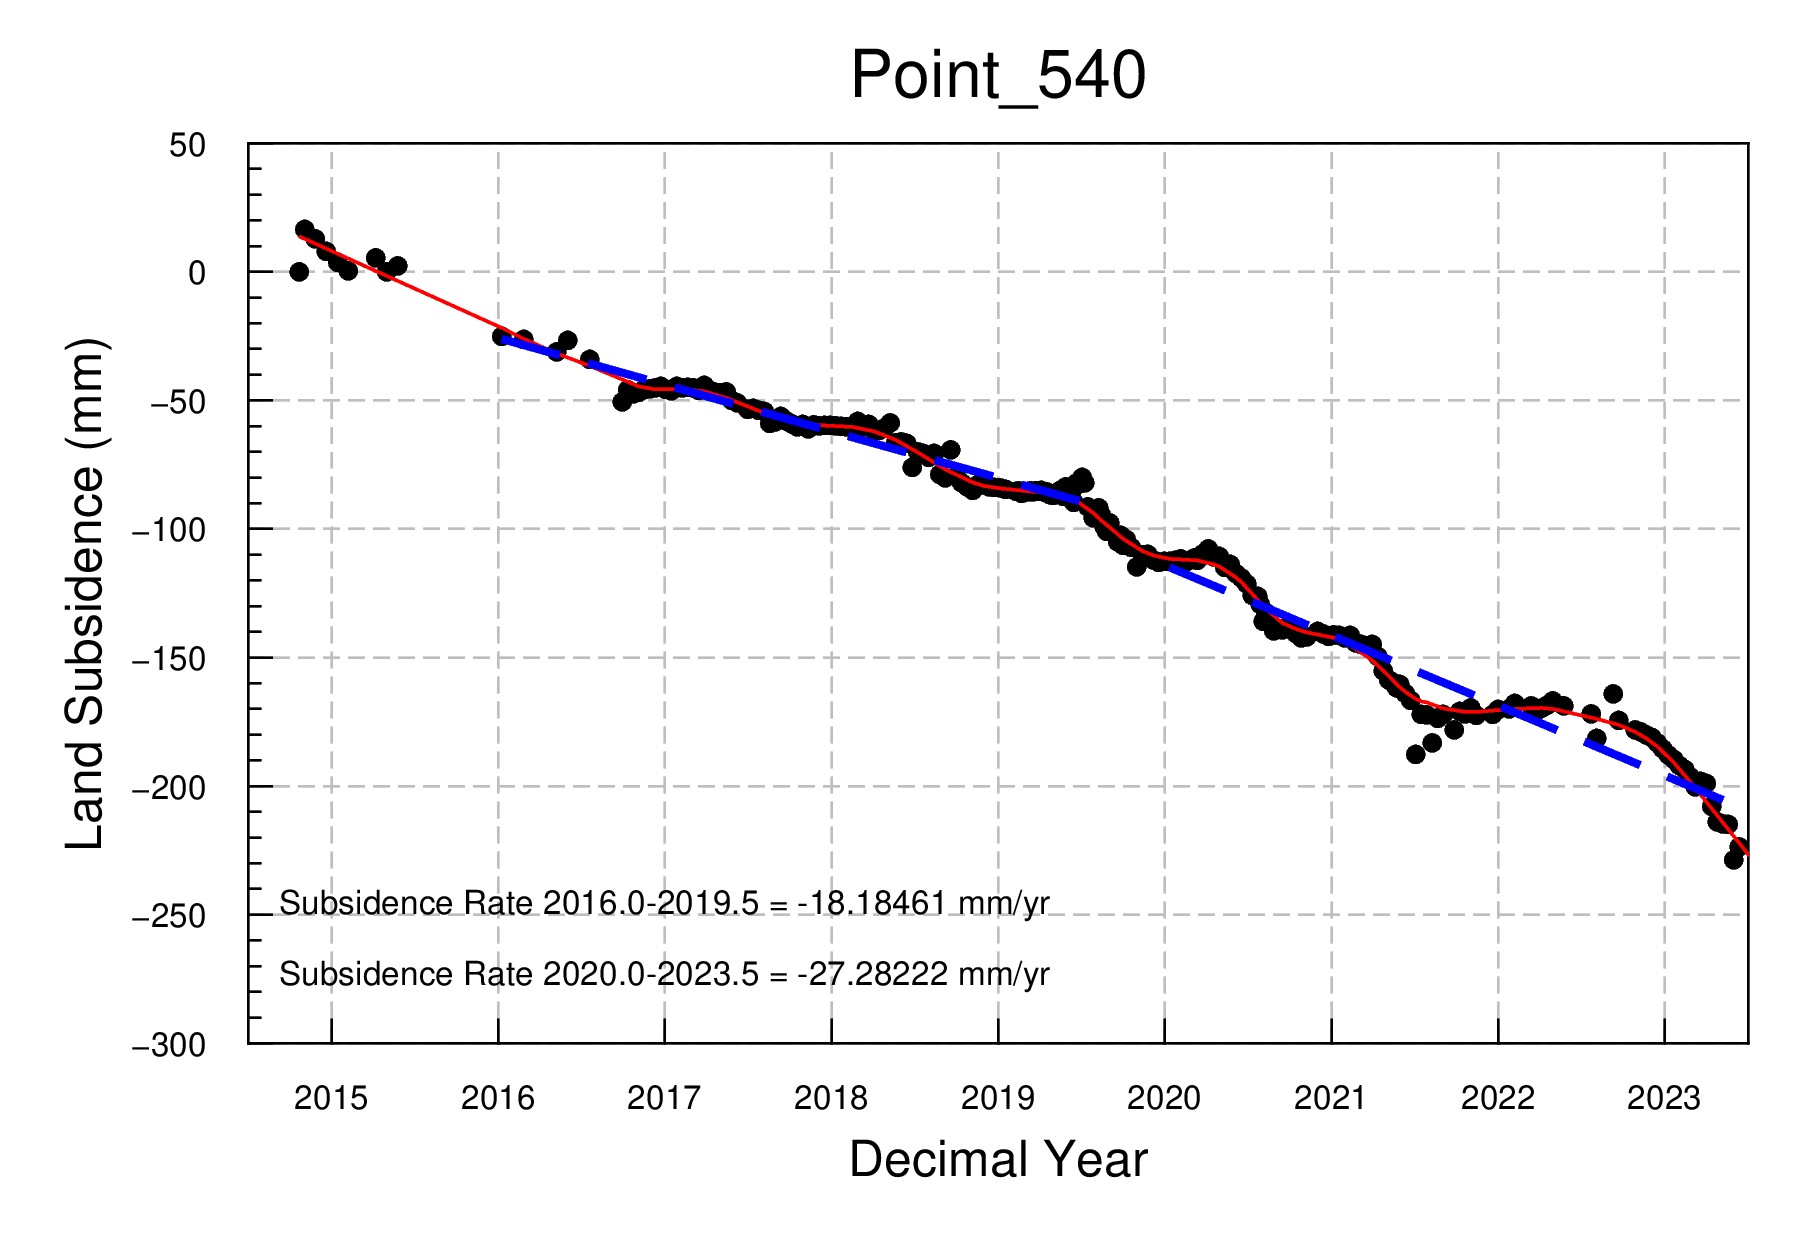 Point_540
50
0
−50
−100
−150
−200
−250
−300
Land Subsidence (mm)
Subsidence Rate 2016.0-2019.5 = -18.18461 mm/yr
Subsidence Rate 2020.0-2023.5 = -27.28222 mm/yr
2015 2016 2017 2018 2019 2020 2021 2022 2023
Decimal Year